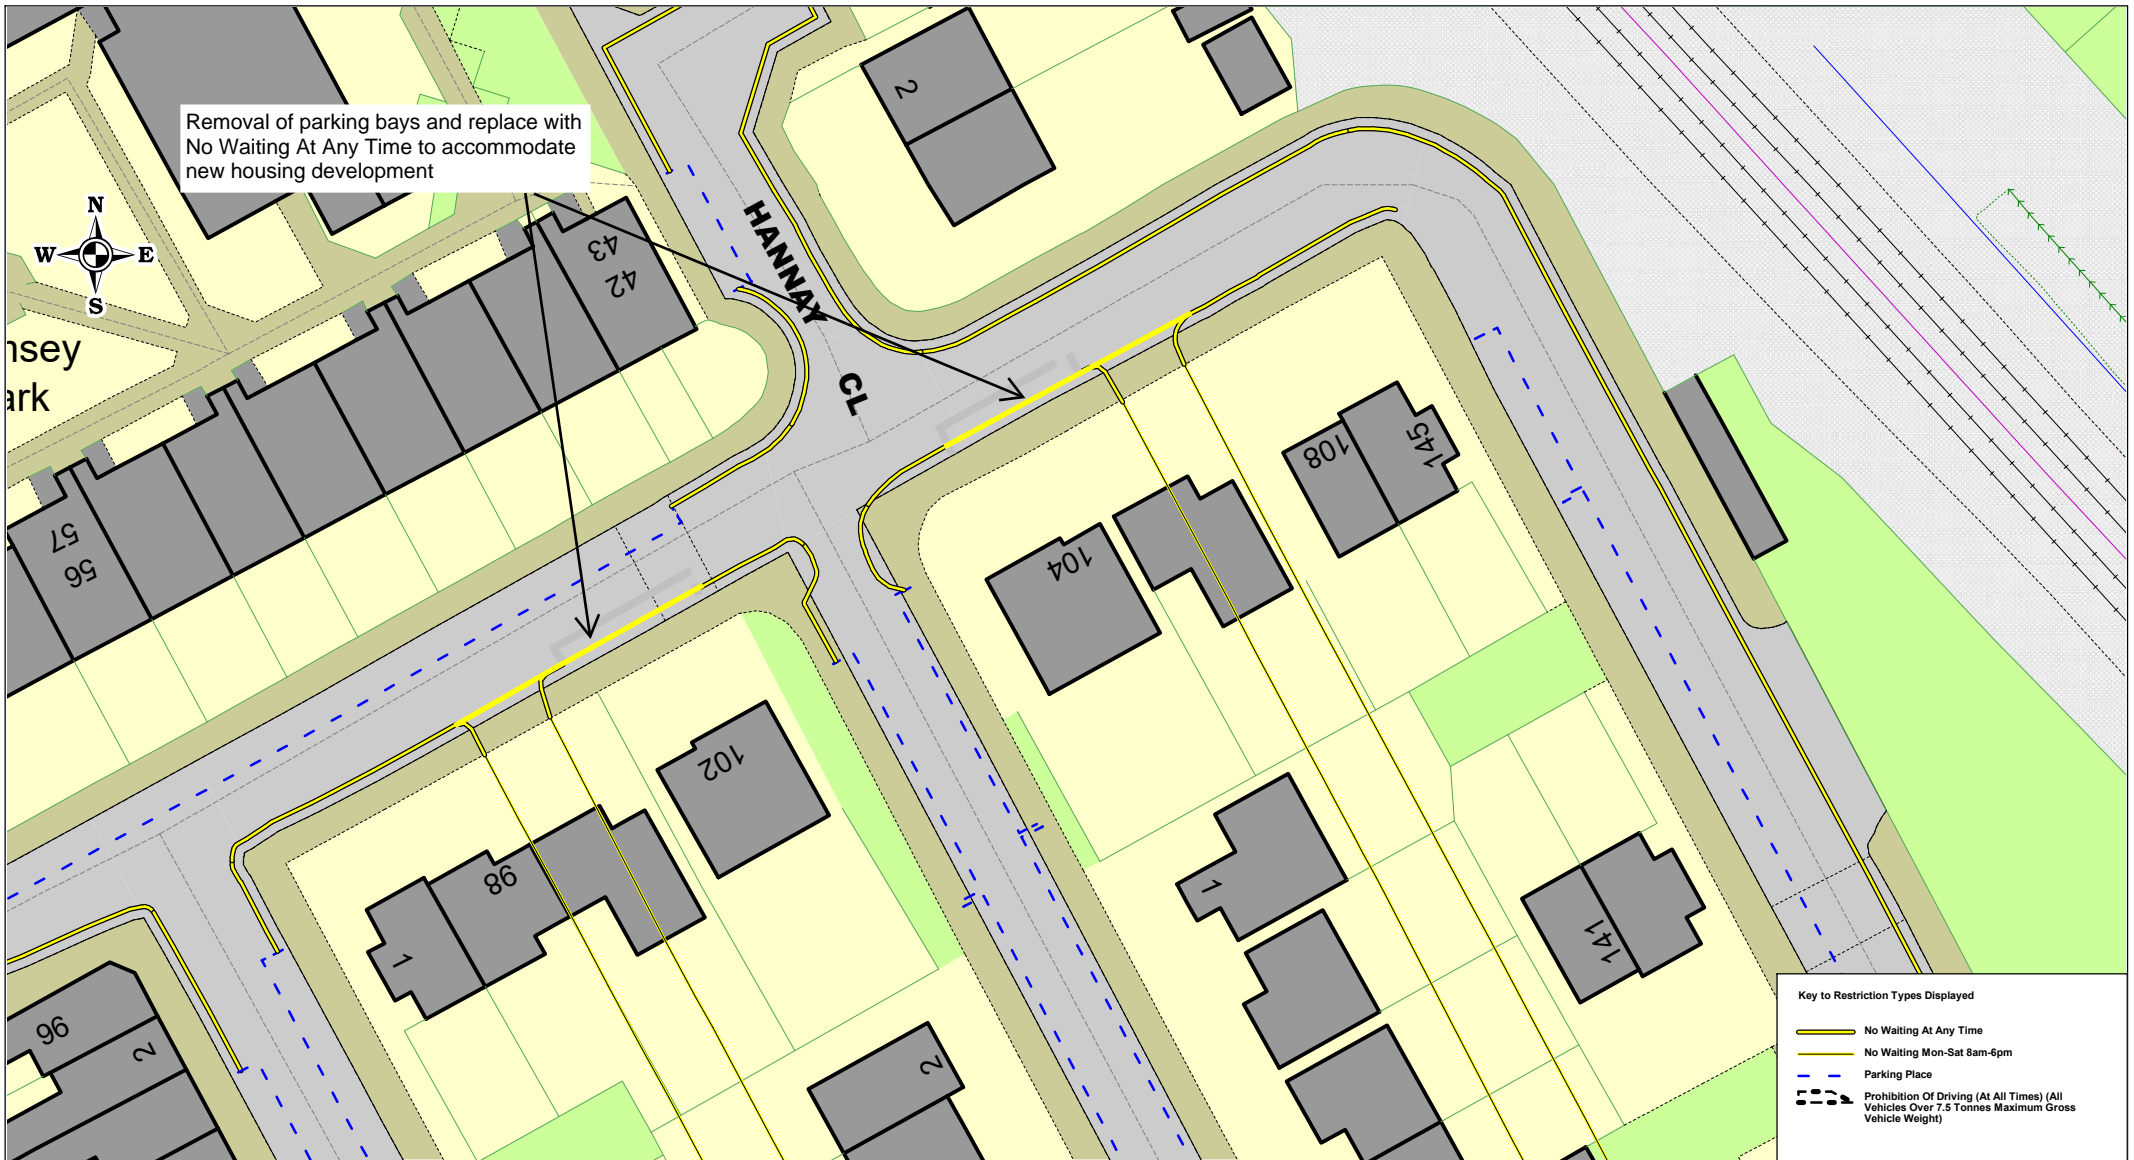 Removal of parking bays and replace with
No Waiting At Any Time to accommodate
new housing development
N
W E
S
nsey
ark
HANNAY
CL
2
43
42
57
56
108
145
104
102
98
1
1
141
96
2
2
Key to Restriction Types Displayed
No Waiting At Any Time
No Waiting Mon-Sat 8am-6pm
Parking Place
Prohibition Of Driving (At All Times) (All
Vehicles Over 7.5 Tonnes Maximum Gross
Vehicle Weight)